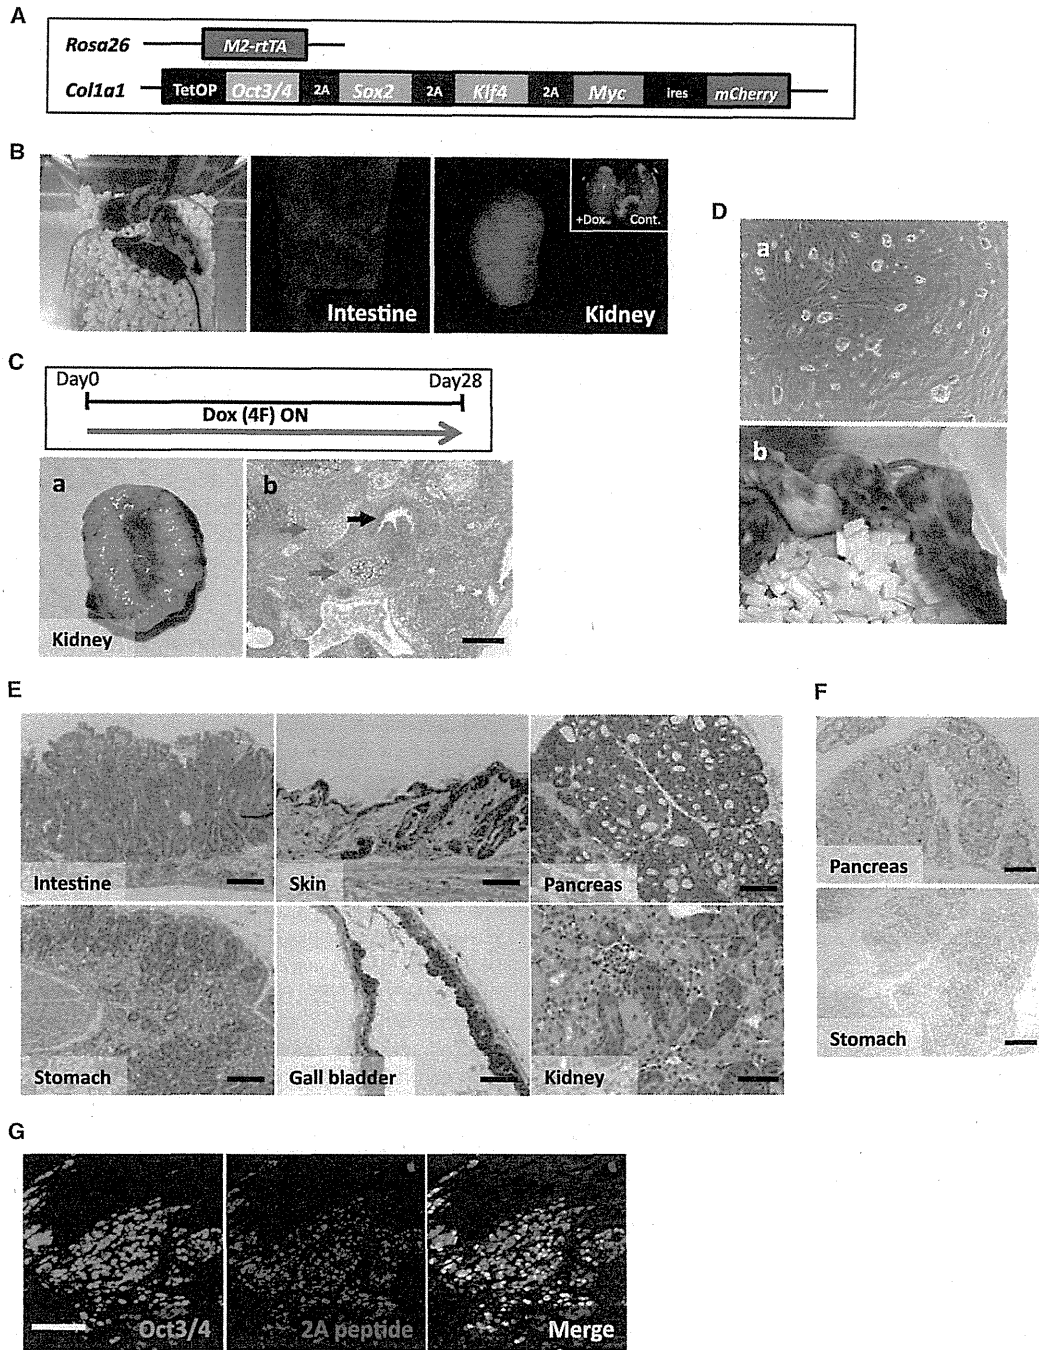 A
Rosa26
M2-rtTA
Col1a1
TetOP Oct3/4 2A Sox2 2A Klf4 2A Myc ires mCherry
B
Intestine
+Dox Cont.
Kidney
C
Day0 Day28
Dox (4F) ON
a
Kidney
b
D
a
b
E
Intestine
Skin
Pancreas
Stomach
Gall bladder
Kidney
F
Pancreas
Stomach
G
Oct3/4
2A peptide
Merge